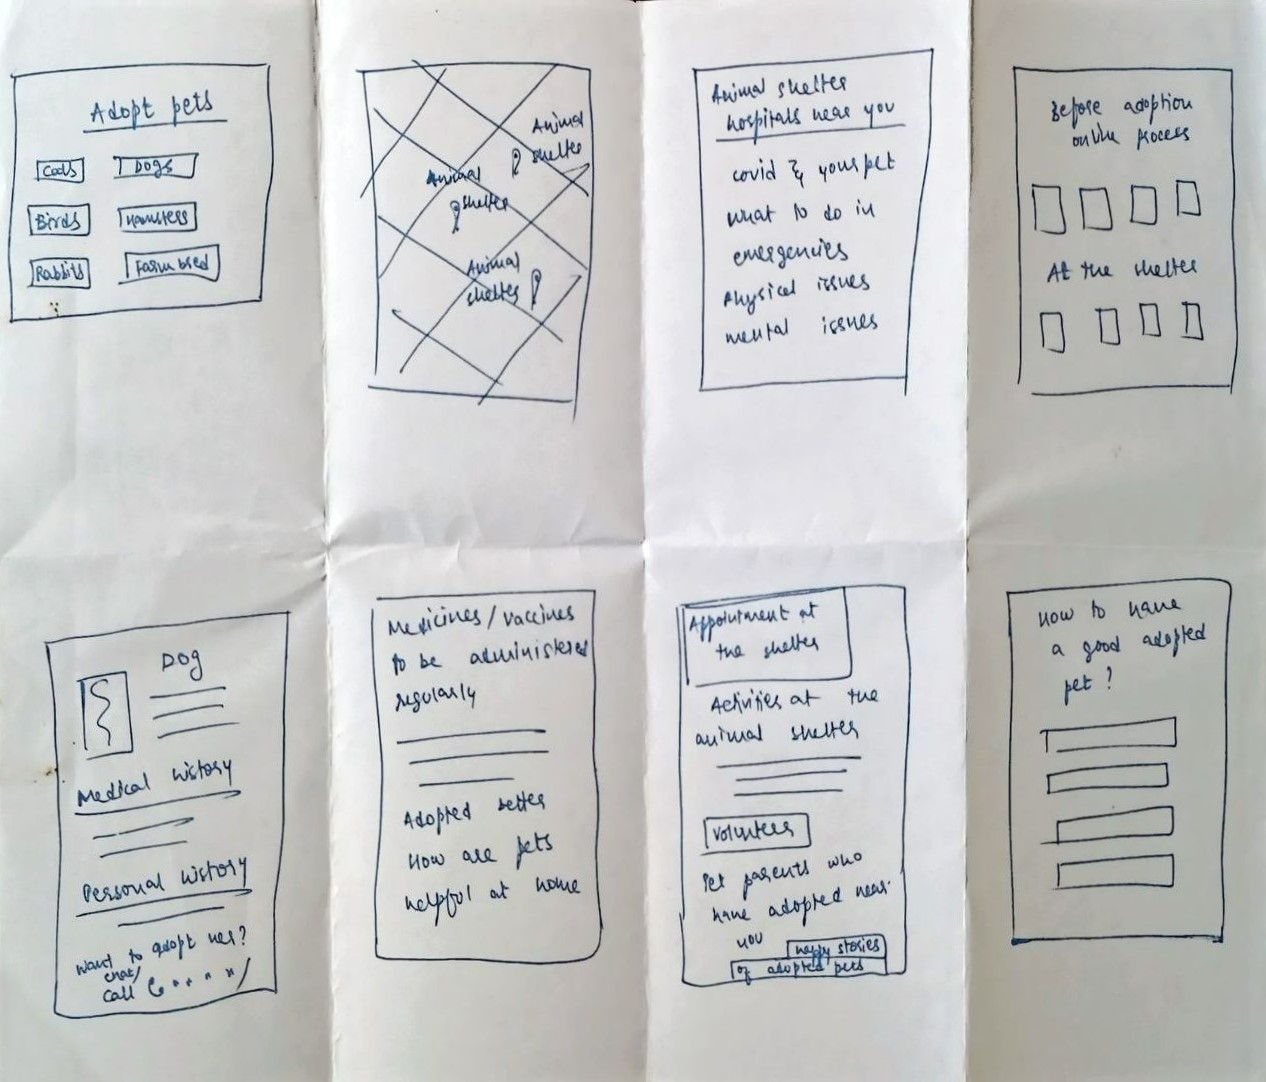 Adopt pets
Cats
Dogs
Birds
Hamsters
Rabbits
Farm bred
Animal
shelter
Animal
shelter
Animal
shelter
Animal shelter
hospitals near you
covid & your pet
what to do in
emergencies
Physical issues
mental issues
Before adoption
online process
At the shelter
Dog
Medical history
Personal history
Want to adopt her?
chat/
call
Medicines/vaccines
to be administered
regularly
Adopted
How are pets
helpful at home
Appointment at
the shelter
Activities at the
animal shelter
Volunteer
Pet parents who
have adopted near
you
happy stories
of adopted pets
How to have
a good adopted
pet?